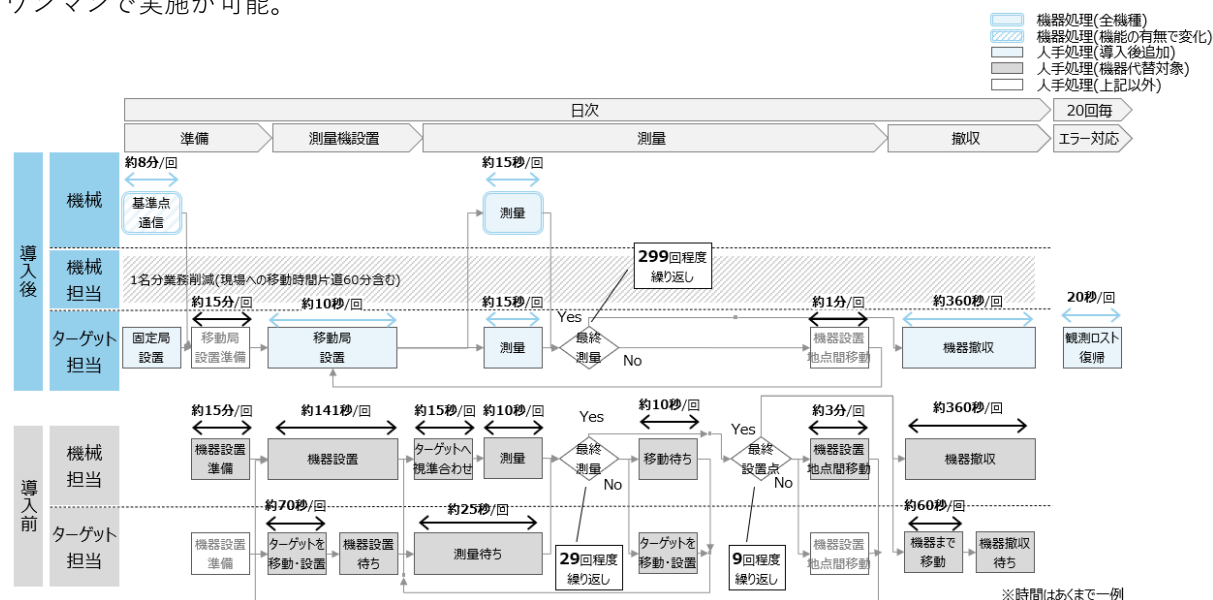 ワンマンで実施が可能。
機器処理(全機種)
機器処理(機能の有無で変化)
人手処理(導入後追加)
人手処理(機器代替対象)
人手処理(上記以外)
日次
20回毎
準備
測量機設置
測量
撤収
エラー対応
導入後
機械
約8分/回
基準点
通信
約15秒/回
測量
機械
担当
1名分業務削減(現場への移動時間片道60分含む)
299回程度
繰り返し
ターゲット
担当
固定局
設置
約15分/回
移動局
設置準備
約10秒/回
移動局
設置
約15秒/回
測量
Yes
最終
測量
No
約1分/回
機器設置
地点間移動
約360秒/回
機器撤収
20秒/回
観測ロスト
復帰
導入前
機械
担当
約15分/回
機器設置
準備
約141秒/回
機器設置
約15秒/回
ターゲットへ
視準合わせ
約10秒/回
測量
Yes
最終
測量
No
約10秒/回
移動待ち
Yes
最終
設置点
No
約3分/回
機器設置
地点間移動
約360秒/回
機器撤収
ターゲット
担当
機器設置
準備
約70秒/回
ターゲットを
移動・設置
機器設置
待ち
約25秒/回
測量待ち
29回程度
繰り返し
ターゲットを
移動・設置
9回程度
繰り返し
機器設置
地点間移動
約60秒/回
機器まで
移動
機器撤収
待ち
※時間はあくまで一例